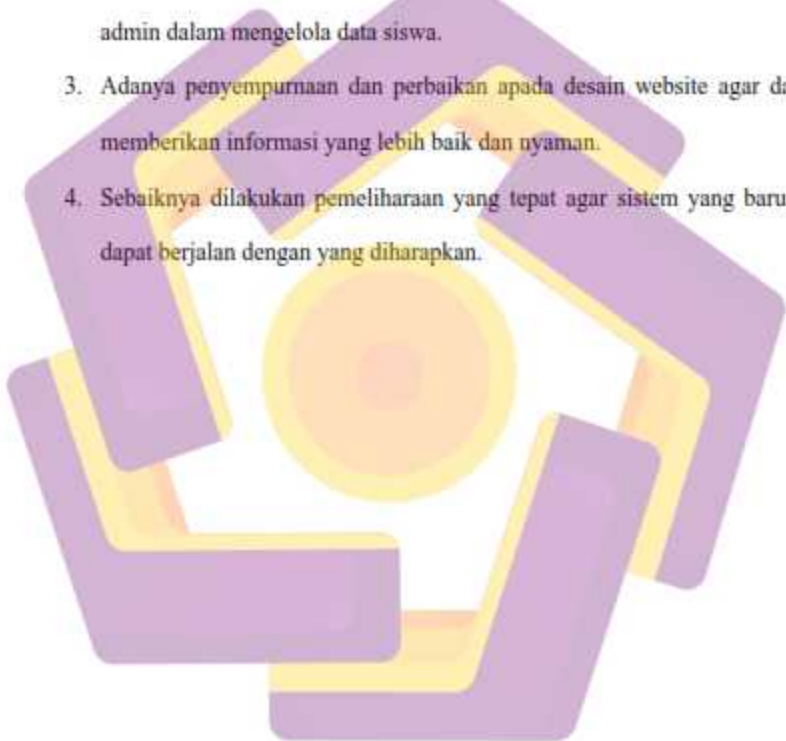 admin dalam mengelola data siswa.
3. Adanya penyempurnaan dan perbaikan apada desain website agar da
memberikan informasi yang lebih baik dan nyaman.
4. Sebaiknya dilakukan pemeliharaan yang tepat agar sistem yang baru
dapat berjalan dengan yang diharapkan.